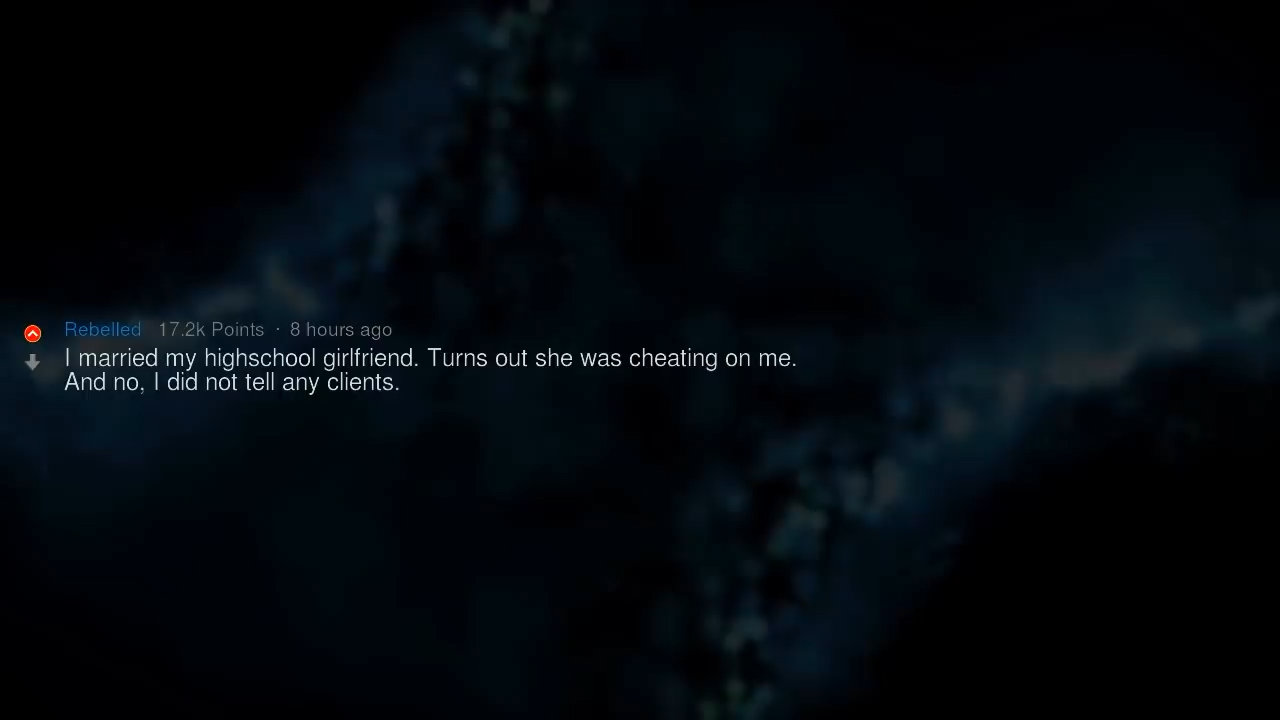 Rebelled 17.2k Points · 8 hours ago
I married my highschool girlfriend. Turns out she was cheating on me.
And no, I did not tell any clients.